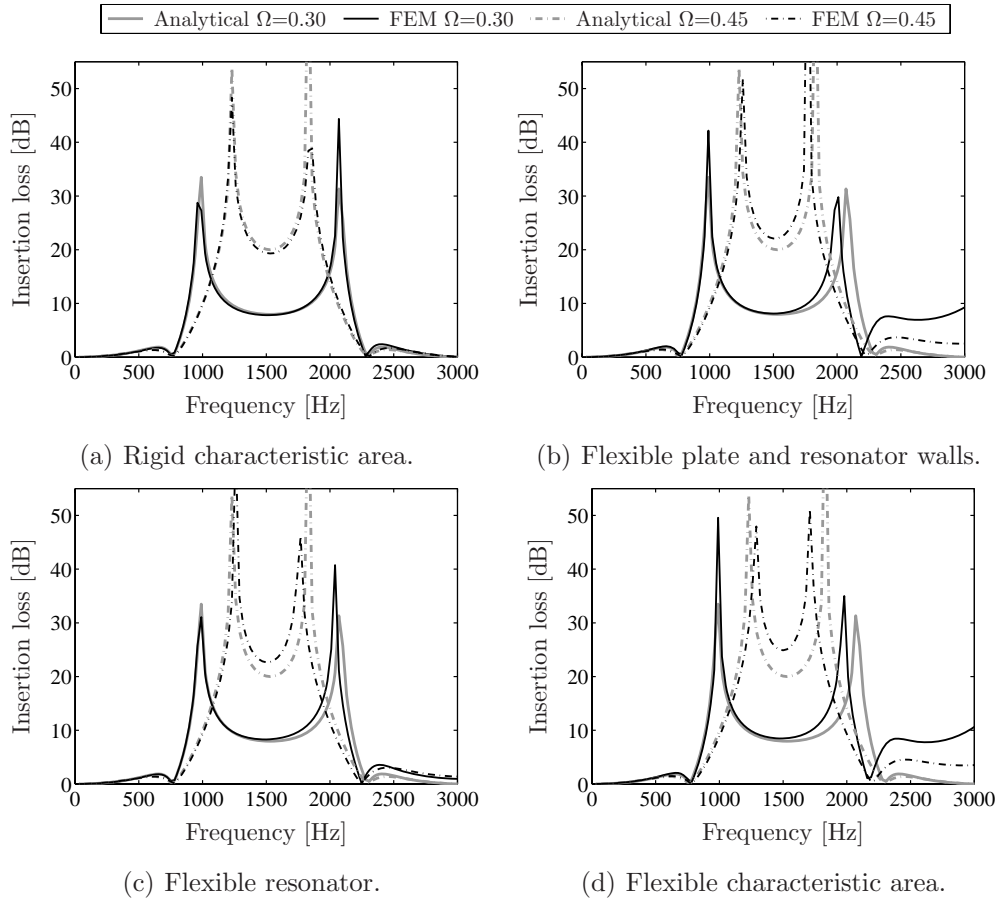 Analytical Ω=0.30 FEM Ω=0.30 Analytical Ω=0.45 FEM Ω=0.45
50
40
30
20
10
0
0 500 1000 1500 2000 2500 3000
Insertion loss [dB]
Frequency [Hz]
(a) Rigid characteristic area.
50
40
30
20
10
0
0 500 1000 1500 2000 2500 3000
Insertion loss [dB]
Frequency [Hz]
(b) Flexible plate and resonator walls.
50
40
30
20
10
0
0 500 1000 1500 2000 2500 3000
Insertion loss [dB]
Frequency [Hz]
(c) Flexible resonator.
50
40
30
20
10
0
0 500 1000 1500 2000 2500 3000
Insertion loss [dB]
Frequency [Hz]
(d) Flexible characteristic area.